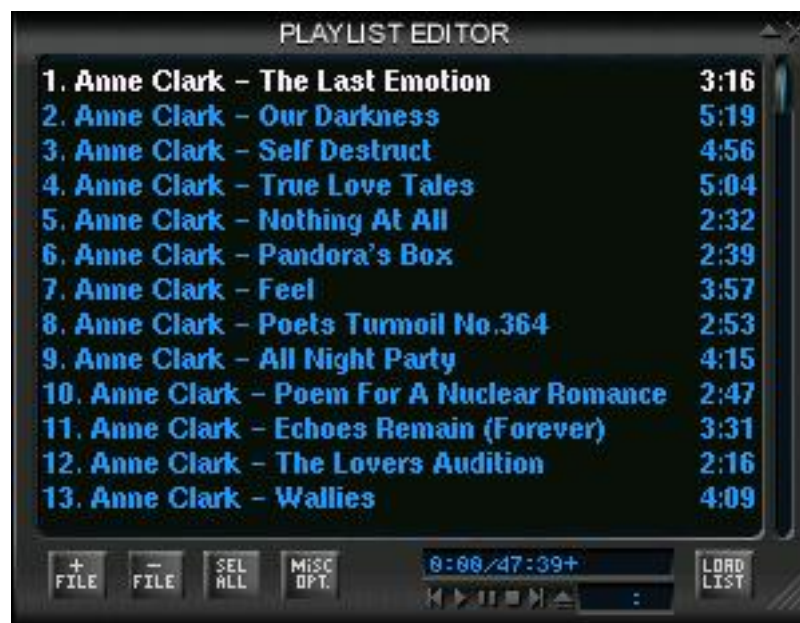 PLAYLIST EDITOR
1. Anne Clark – The Last Emotion 3:16
2. Anne Clark – Our Darkness 5:19
3. Anne Clark – Self Destruct 4:56
4. Anne Clark – True Love Tales 5:04
5. Anne Clark – Nothing At All 2:32
6. Anne Clark – Pandora's Box 2:39
7. Anne Clark – Feel 3:57
8. Anne Clark – Poets Turmoil No.364 2:53
9. Anne Clark – All Night Party 4:15
10. Anne Clark – Poem For A Nuclear Romance 2:47
11. Anne Clark – Echoes Remain (Forever) 3:31
12. Anne Clark – The Lovers Audition 2:16
13. Anne Clark – Wallies 4:09
+ FILE – FILE SEL ALL MiSC OPT. 0:00/47:39+ LOAD LIST
: